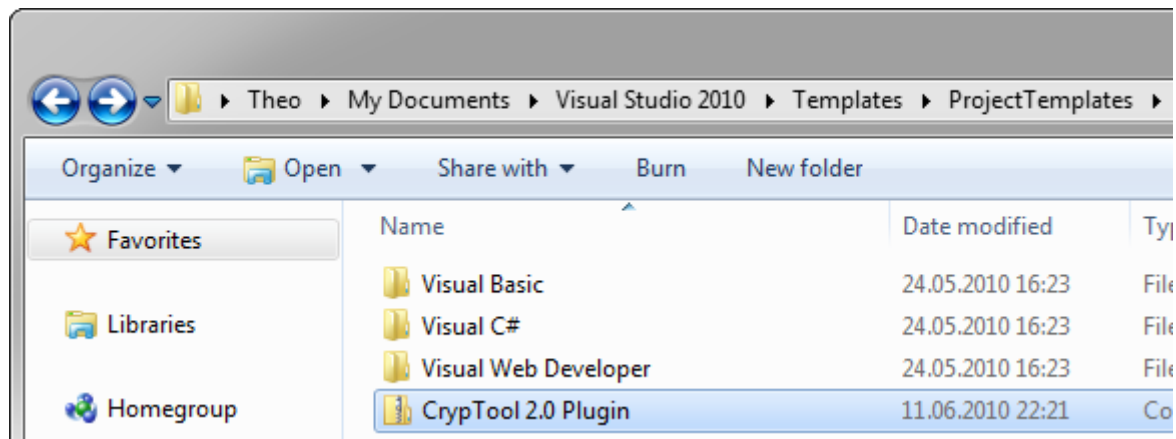 Theo My Documents Visual Studio 2010 Templates ProjectTemplates
Organize Open Share with Burn New folder
Favorites
Libraries
Homegroup
Name Date modified
Visual Basic 24.05.2010 16:23
Visual C# 24.05.2010 16:23
Visual Web Developer 24.05.2010 16:23
CrypTool 2.0 Plugin 11.06.2010 22:21